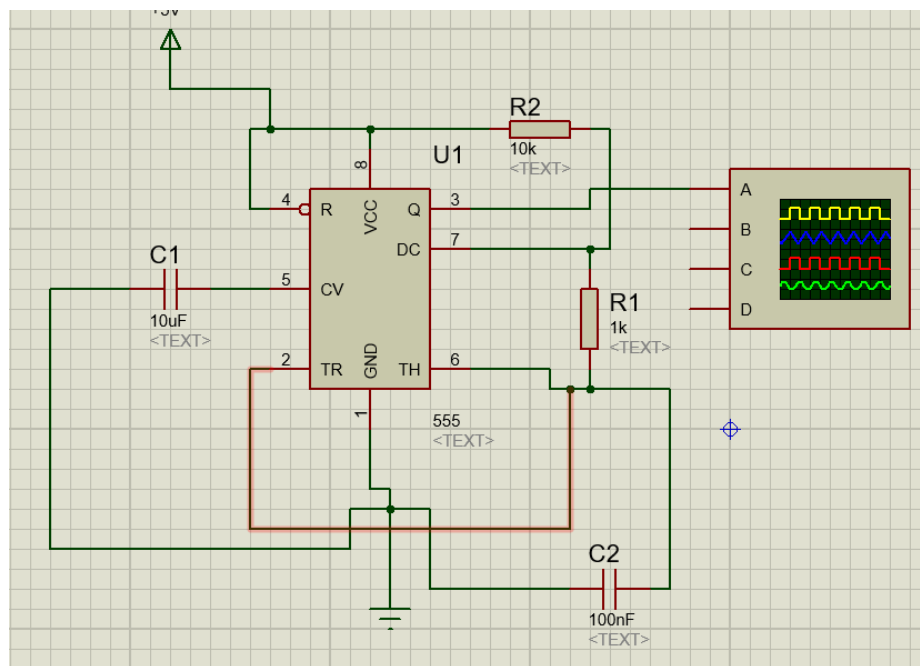 +5V
R2
10k
<TEXT>
U1
8
4
R
VCC
Q
3
A
DC
7
B
C1
10uF
<TEXT>
5
CV
C
R1
1k
<TEXT>
D
2
TR
GND
TH
6
1
555
<TEXT>
C2
100nF
<TEXT>